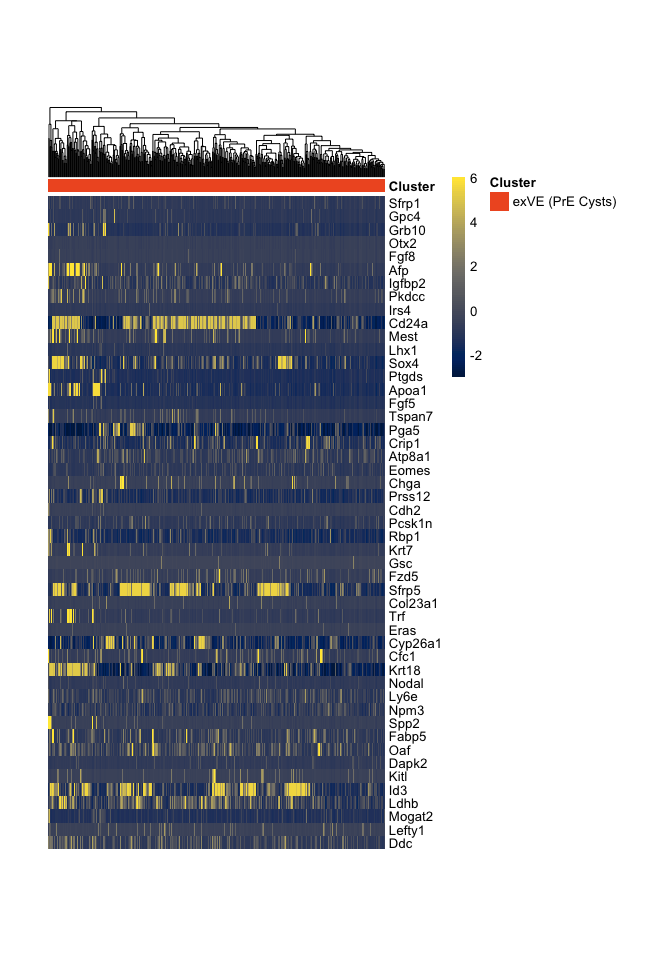 Cluster
Sfrp1
Gpc4
Grb10
Otx2
Fgf8
Afp
Igfbp2
Pkdcc
Irs4
Cd24a
Mest
Lhx1
Sox4
Ptgds
Apoa1
Fgf5
Tspan7
Pga5
Crip1
Atp8a1
Eomes
Chga
Prss12
Cdh2
Pcsk1n
Rbp1
Krt7
Gsc
Fzd5
Sfrp5
Col23a1
Trf
Eras
Cyp26a1
Cfc1
Krt18
Nodal
Ly6e
Npm3
Spp2
Fabp5
Oaf
Dapk2
Kitl
Id3
Ldhb
Mogat2
Lefty1
Ddc
6
4
2
0
-2
Cluster
exVE (PrE Cysts)